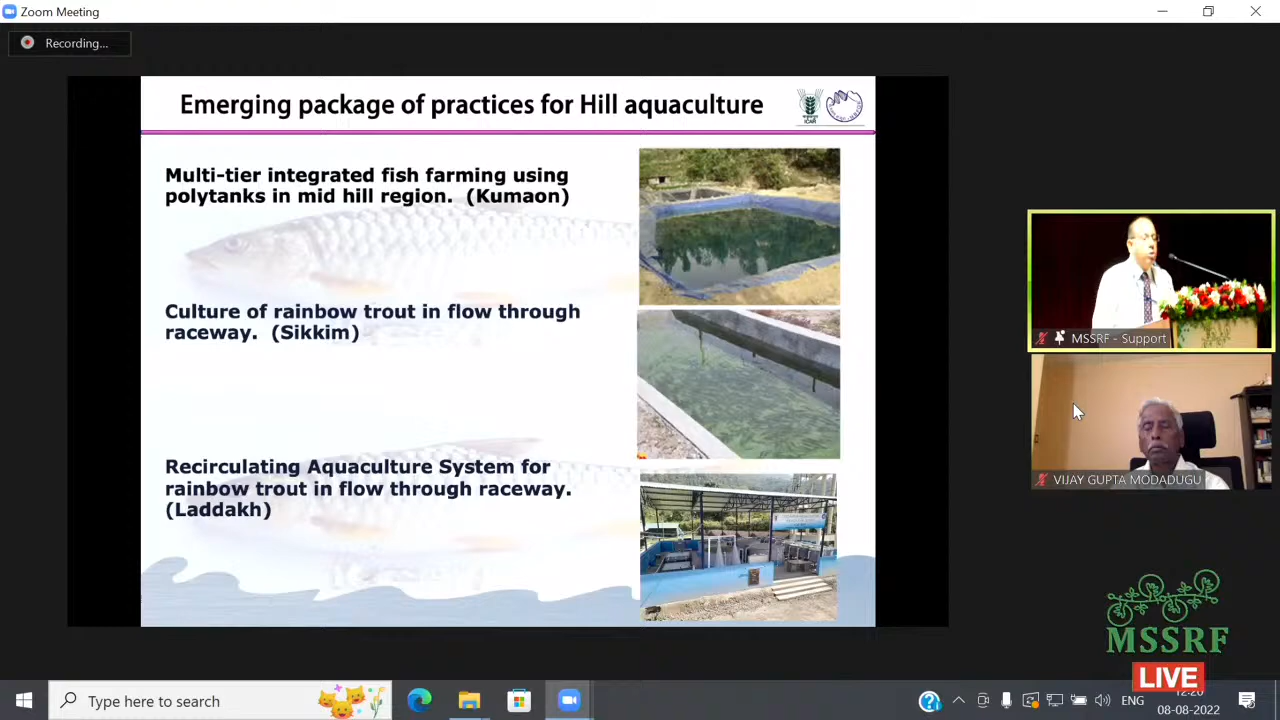 Zoom Meeting
Recording...
Emerging package of practices for Hill aquaculture
ICAR
Multi-tier integrated fish farming using
polytanks in mid hill region. (Kumaon)
Culture of rainbow trout in flow through
raceway. (Sikkim)
Recirculating Aquaculture System for
rainbow trout in flow through raceway.
(Laddakh)
MSSRF - Support
VIJAY GUPTA MODADUGU
MSSRF
LIVE
Type here to search
ENG
12:20
08-08-2022